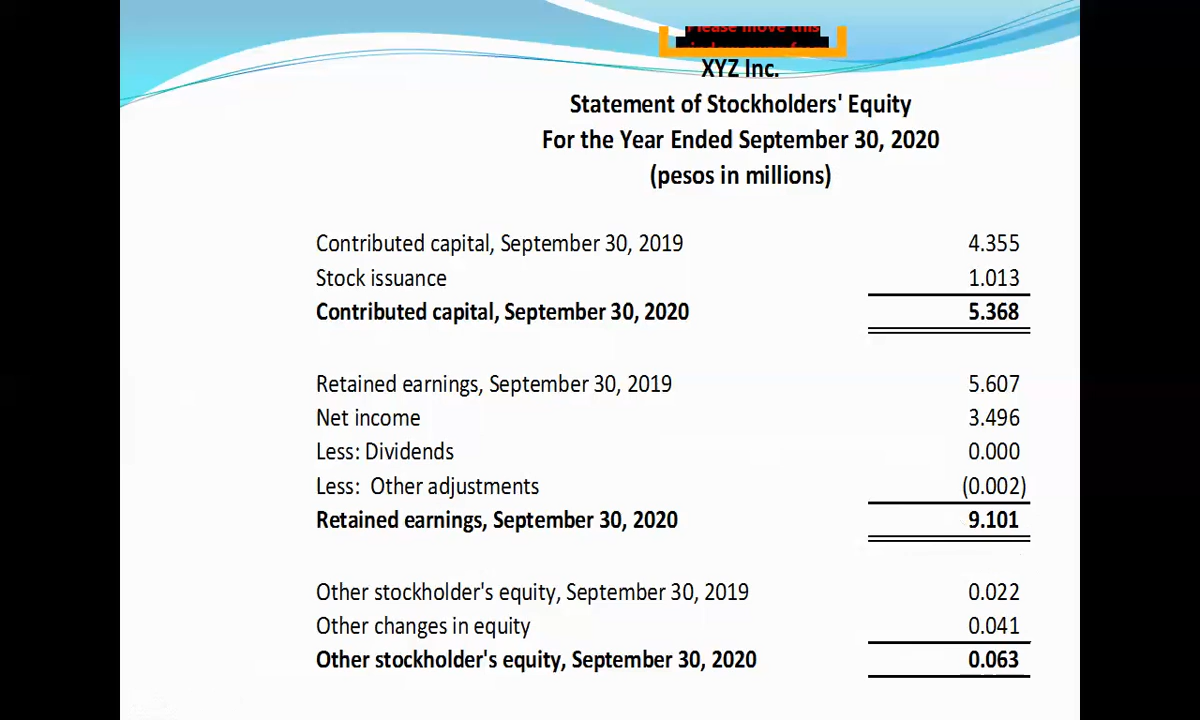 Please move this
XYZ Inc.
Statement of Stockholders' Equity
For the Year Ended September 30, 2020
(pesos in millions)
Contributed capital, September 30, 2019 4.355
Stock issuance 1.013
Contributed capital, September 30, 2020 5.368
Retained earnings, September 30, 2019 5.607
Net income 3.496
Less: Dividends 0.000
Less: Other adjustments (0.002)
Retained earnings, September 30, 2020 9.101
Other stockholder's equity, September 30, 2019 0.022
Other changes in equity 0.041
Other stockholder's equity, September 30, 2020 0.063